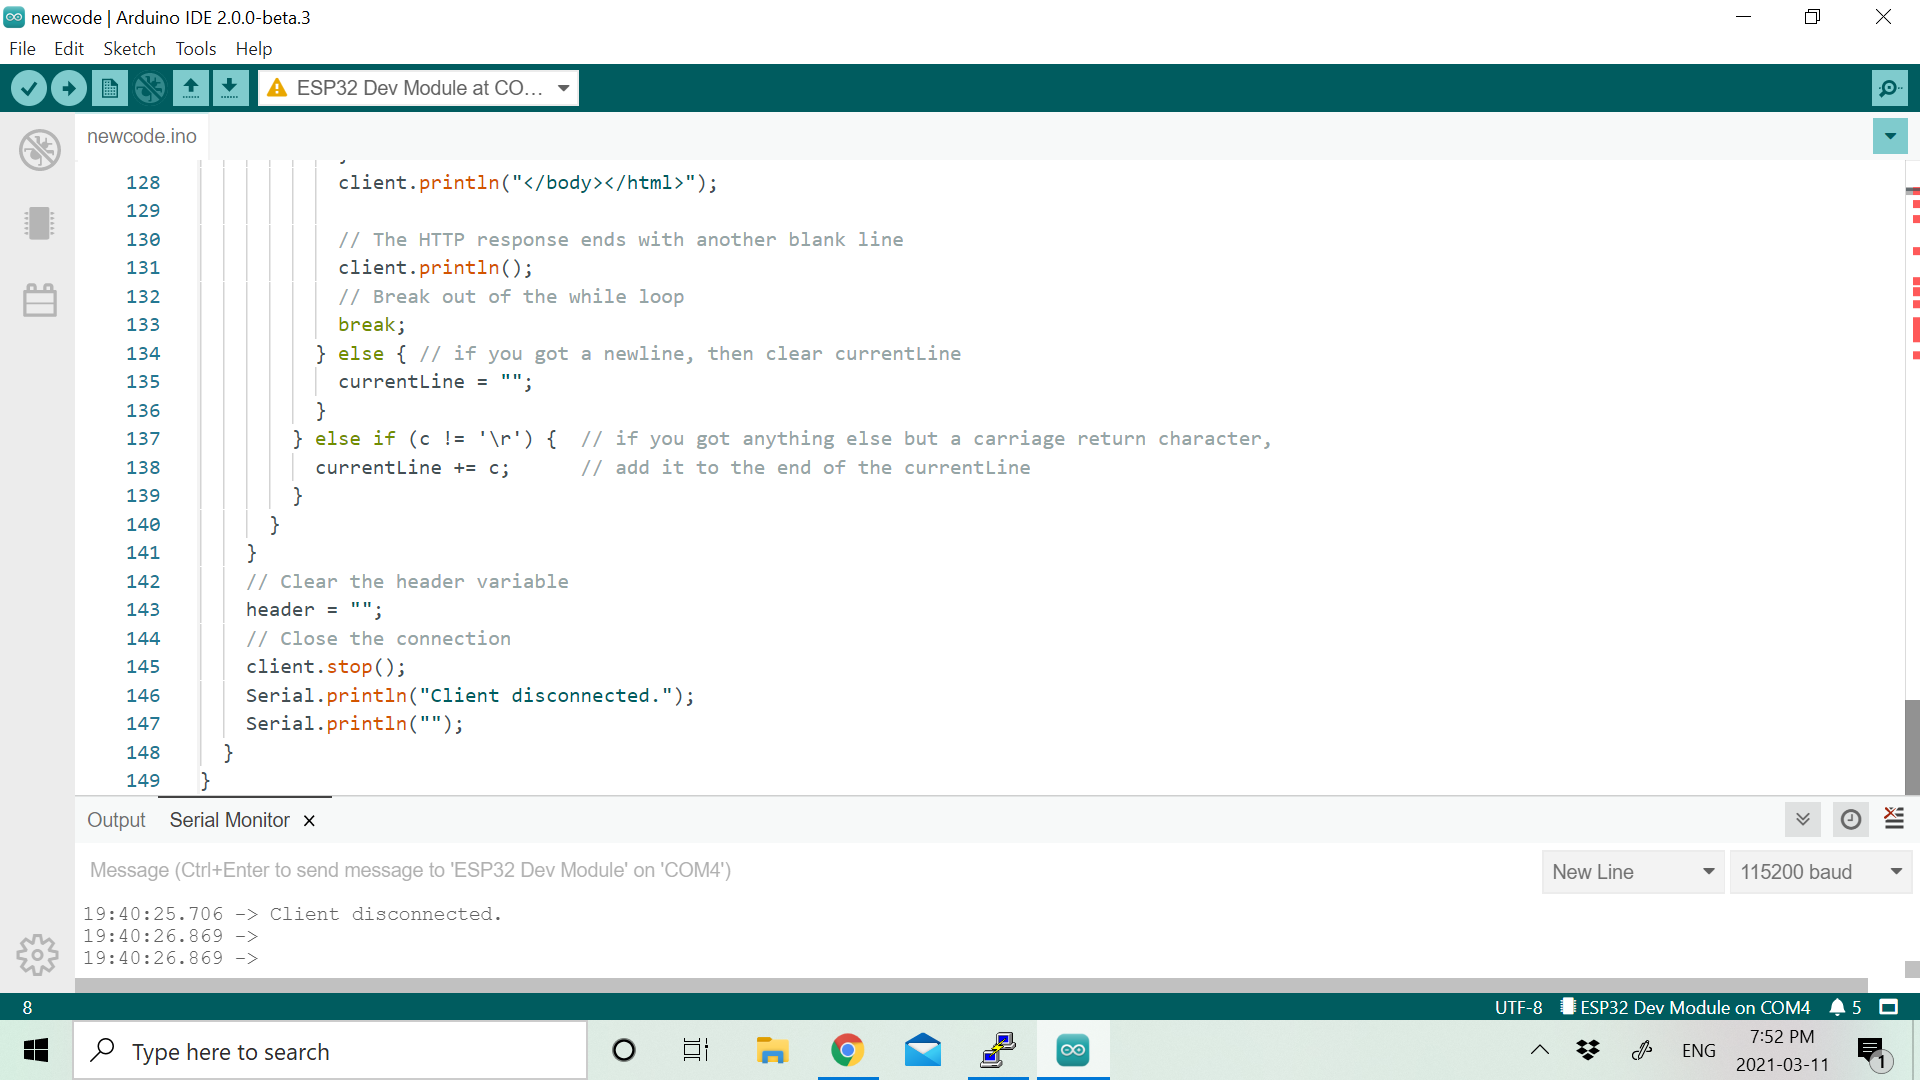 newcode | Arduino IDE 2.0.0-beta.3
File Edit Sketch Tools Help
ESP32 Dev Module at CO...
newcode.ino
128 client.println("</body></html>");
129
130 // The HTTP response ends with another blank line
131 client.println();
132 // Break out of the while loop
133 break;
134 } else { // if you got a newline, then clear currentLine
135 currentLine = "";
136 }
137 } else if (c != '\r') { // if you got anything else but a carriage return character,
138 currentLine += c; // add it to the end of the currentLine
139 }
140 }
141 }
142 // Clear the header variable
143 header = "";
144 // Close the connection
145 client.stop();
146 Serial.println("Client disconnected.");
147 Serial.println("");
148 }
149 }
Output Serial Monitor ×
Message (Ctrl+Enter to send message to 'ESP32 Dev Module' on 'COM4')
New Line 115200 baud
19:40:25.706 -> Client disconnected.
19:40:26.869 ->
19:40:26.869 ->
8 UTF-8 ESP32 Dev Module on COM4 5
Type here to search
ENG 7:52 PM
2021-03-11
1